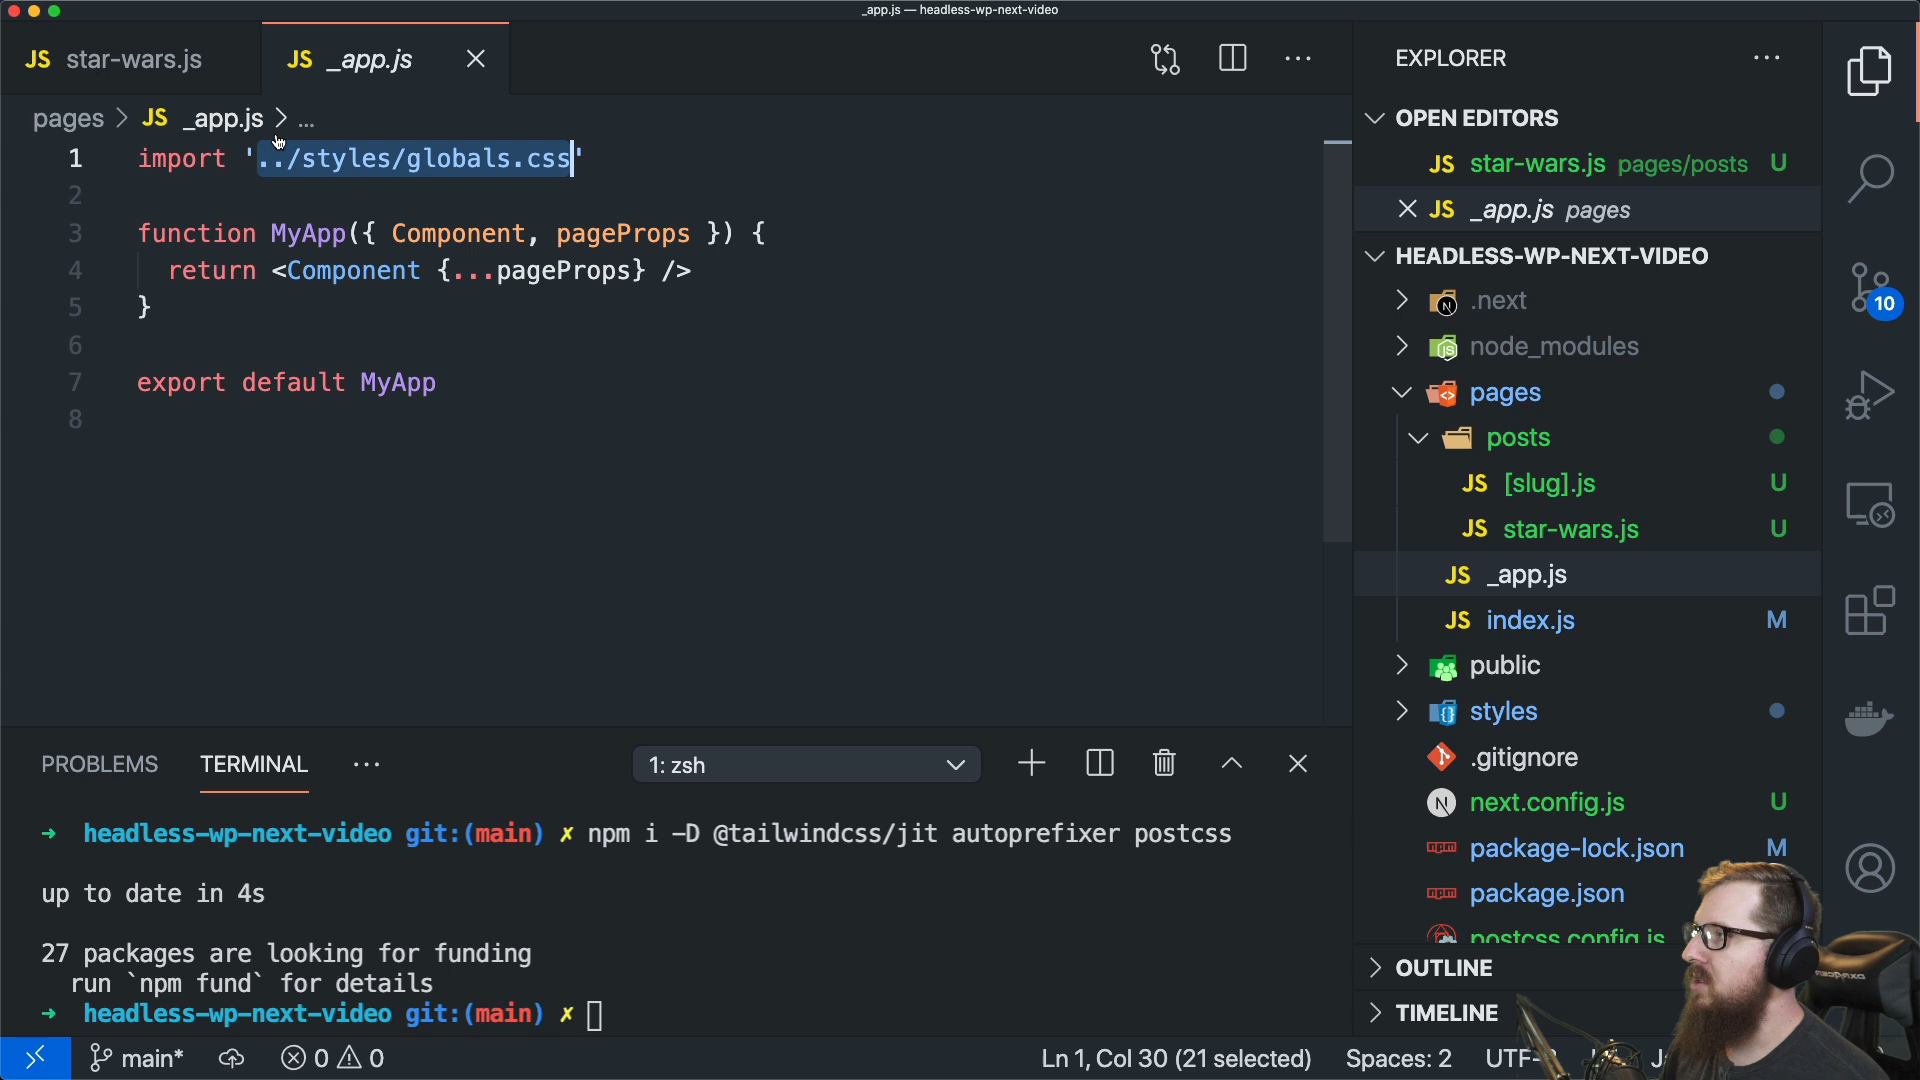 _app.js — headless-wp-next-video
JS star-wars.js
JS _app.js
pages > JS _app.js > ...
1 import '../styles/globals.css'
2
3 function MyApp({ Component, pageProps }) {
4 return <Component {...pageProps} />
5 }
6
7 export default MyApp
8
PROBLEMS TERMINAL ...
1: zsh
→ headless-wp-next-video git:(main) ✗ npm i -D @tailwindcss/jit autoprefixer postcss
up to date in 4s
27 packages are looking for funding
run `npm fund` for details
→ headless-wp-next-video git:(main) ✗
EXPLORER
OPEN EDITORS
JS star-wars.js pages/posts U
JS _app.js pages
HEADLESS-WP-NEXT-VIDEO
.next
node_modules
pages
posts
JS [slug].js U
JS star-wars.js U
JS _app.js
JS index.js M
public
styles
.gitignore
N next.config.js U
package-lock.json M
package.json
postcss.config.js
OUTLINE
TIMELINE
10
main* 0 0
Ln 1, Col 30 (21 selected) Spaces: 2